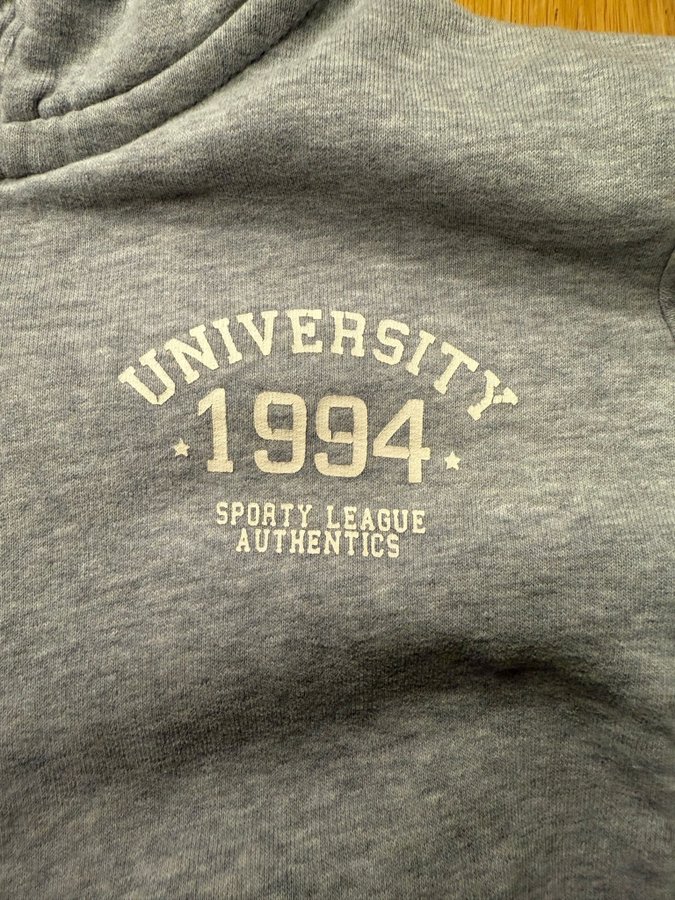 UNIVERSITY
1994
SPORTY LEAGUE
AUTHENTICS